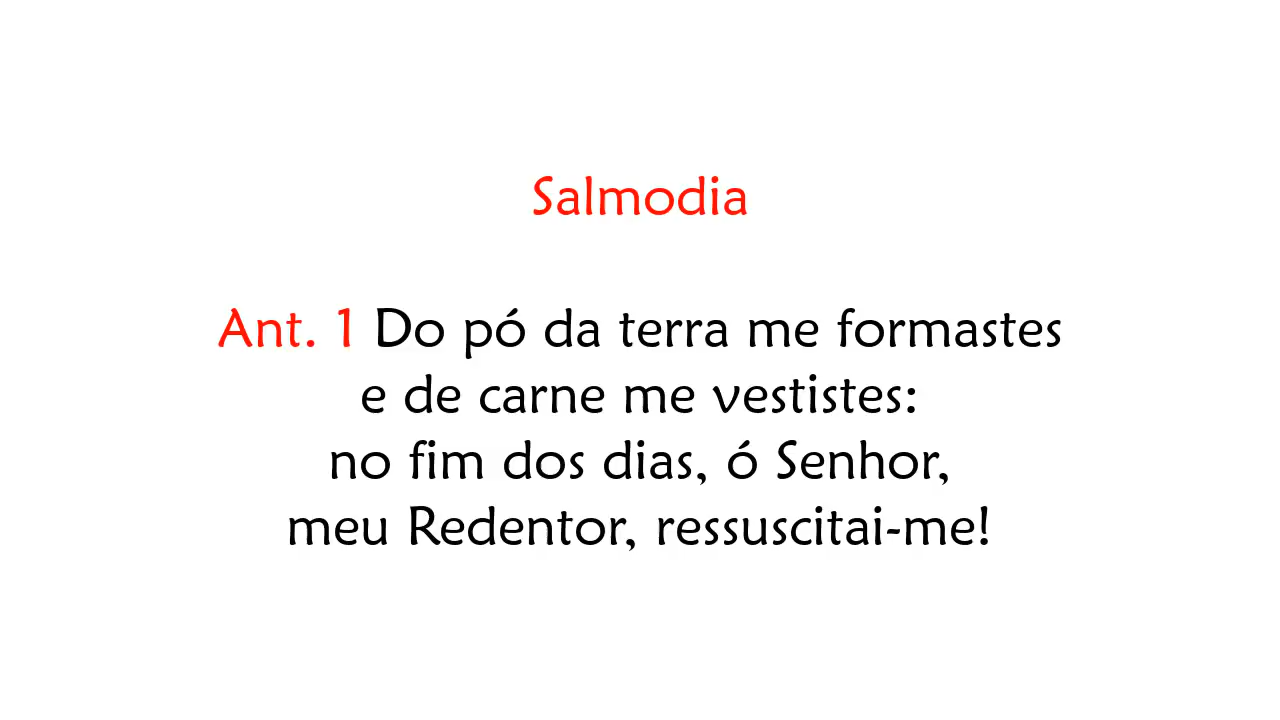 Salmodia
Ant. 1 Do pó da terra me formastes
e de carne me vestistes:
no fim dos dias, ó Senhor,
meu Redentor, ressuscitai-me!